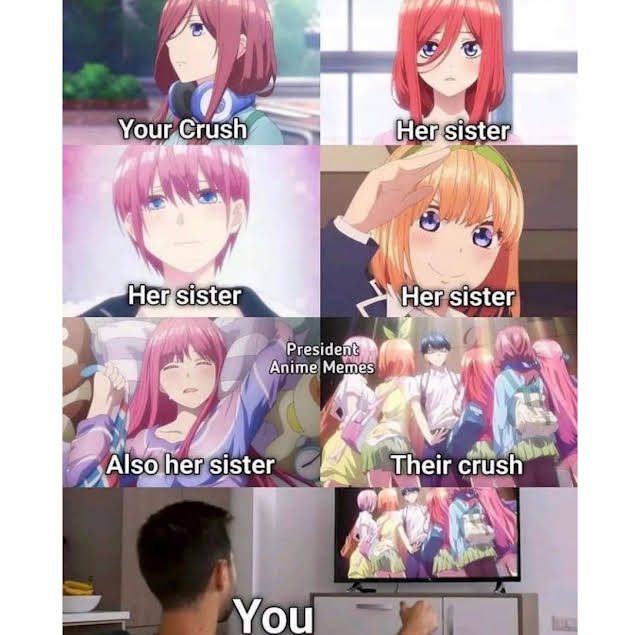 Your Crush
Her sister
Her sister
Her sister
President
Anime Memes
Also her sister
Their crush
You